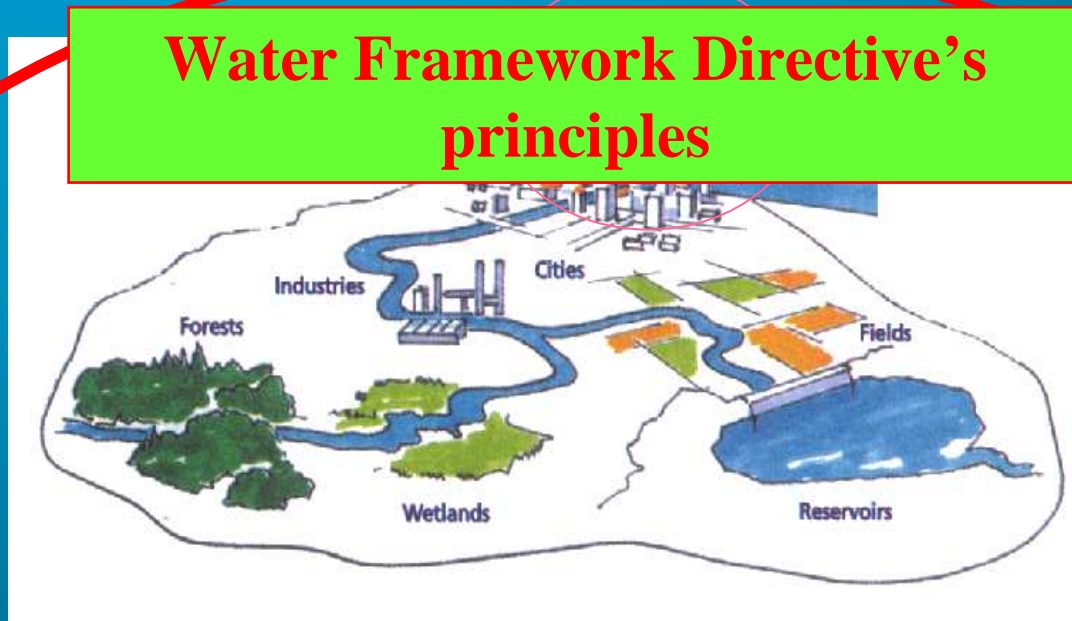 Water Framework Directive’s
principles
Cities
Industries
Forests
Fields
Wetlands
Reservoirs